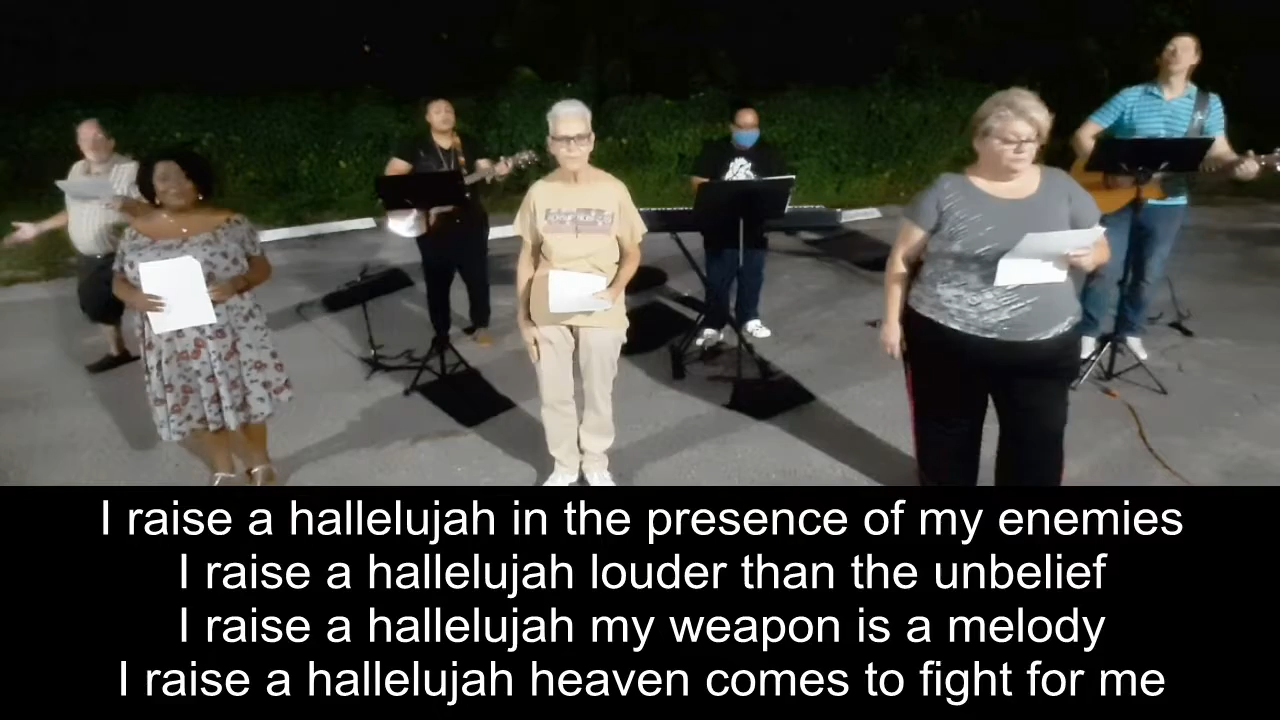 I raise a hallelujah in the presence of my enemies
I raise a hallelujah louder than the unbelief
I raise a hallelujah my weapon is a melody
I raise a hallelujah heaven comes to fight for me